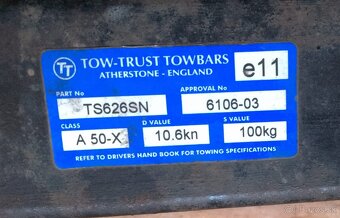 TT TOW-TRUST TOWBARS
ATHERSTONE - ENGLAND
e11
PART No APPROVAL No
TS626SN 6106-03
CLASS D VALUE S VALUE
A 50-X 10.6kn 100kg
REFER TO DRIVERS HAND BOOK FOR TOWING SPECIFICATIONS